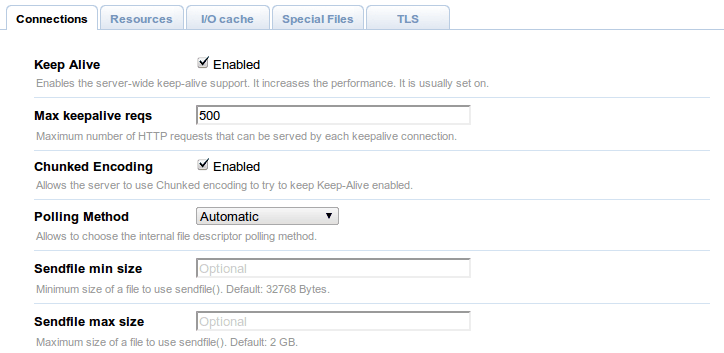 Connections Resources I/O cache Special Files TLS
Keep Alive Enabled
Enables the server-wide keep-alive support. It increases the performance. It is usually set on.
Max keepalive reqs 500
Maximum number of HTTP requests that can be served by each keepalive connection.
Chunked Encoding Enabled
Allows the server to use Chunked encoding to try to keep Keep-Alive enabled.
Polling Method Automatic
Allows to choose the internal file descriptor polling method.
Sendfile min size Optional
Minimum size of a file to use sendfile(). Default: 32768 Bytes.
Sendfile max size Optional
Maximum size of a file to use sendfile(). Default: 2 GB.